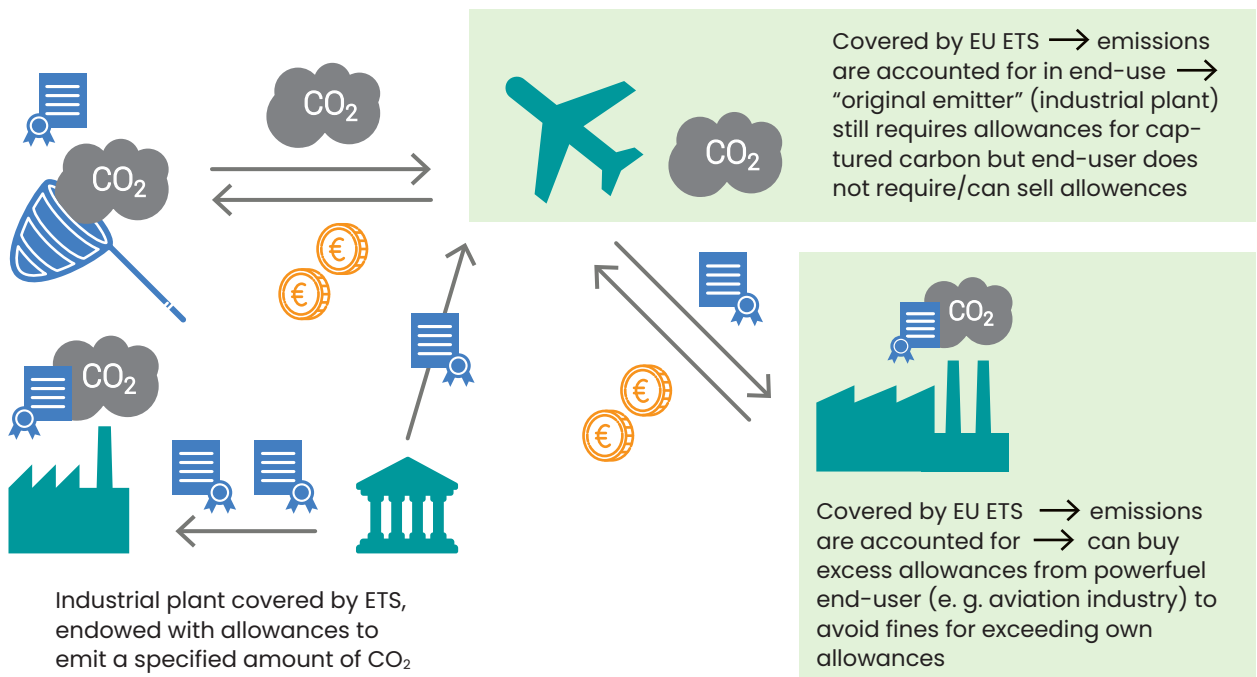 CO₂
Covered by EU ETS → emissions
are accounted for in end-use →
“original emitter” (industrial plant)
still requires allowances for cap-
tured carbon but end-user does
not require/can sell allowences
CO₂
CO₂
€
€
CO₂
CO₂
€
€
Covered by EU ETS → emissions
are accounted for → can buy
excess allowances from powerfuel
end-user (e. g. aviation industry) to
avoid fines for exceeding own
allowances
Industrial plant covered by ETS,
endowed with allowances to
emit a specified amount of CO₂